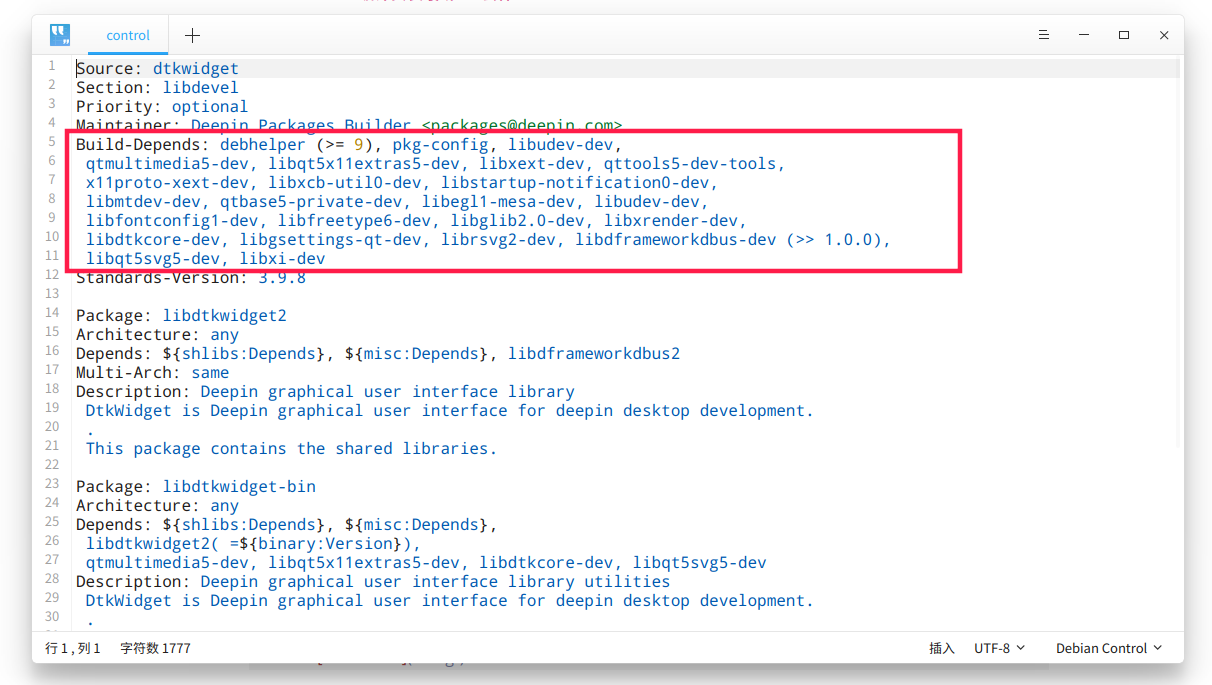 control
1 Source: dtkwidget
2 Section: libdevel
3 Priority: optional
4 Maintainer: Deepin Packages Builder <packages@deepin.com>
5 Build-Depends: debhelper (>= 9), pkg-config, libudev-dev,
6 qtmultimedia5-dev, libqt5x11extras5-dev, libxext-dev, qttools5-dev-tools,
7 x11proto-xext-dev, libxcb-util0-dev, libstartup-notification0-dev,
8 libmtdev-dev, qtbase5-private-dev, libegl1-mesa-dev, libudev-dev,
9 libfontconfig1-dev, libfreetype6-dev, libglib2.0-dev, libxrender-dev,
10 libdtkcore-dev, libgsettings-qt-dev, librsvg2-dev, libdframeworkdbus-dev (>> 1.0.0),
11 libqt5svg5-dev, libxi-dev
12 Standards-Version: 3.9.8
13
14 Package: libdtkwidget2
15 Architecture: any
16 Depends: ${shlibs:Depends}, ${misc:Depends}, libdframeworkdbus2
17 Multi-Arch: same
18 Description: Deepin graphical user interface library
19 DtkWidget is Deepin graphical user interface for deepin desktop development.
20 .
21 This package contains the shared libraries.
22
23 Package: libdtkwidget-bin
24 Architecture: any
25 Depends: ${shlibs:Depends}, ${misc:Depends},
26 libdtkwidget2( =${binary:Version}),
27 qtmultimedia5-dev, libqt5x11extras5-dev, libdtkcore-dev, libqt5svg5-dev
28 Description: Deepin graphical user interface library utilities
29 DtkWidget is Deepin graphical user interface for deepin desktop development.
30 .
行 1 , 列 1 字符数 1777 插入 UTF-8 Debian Control